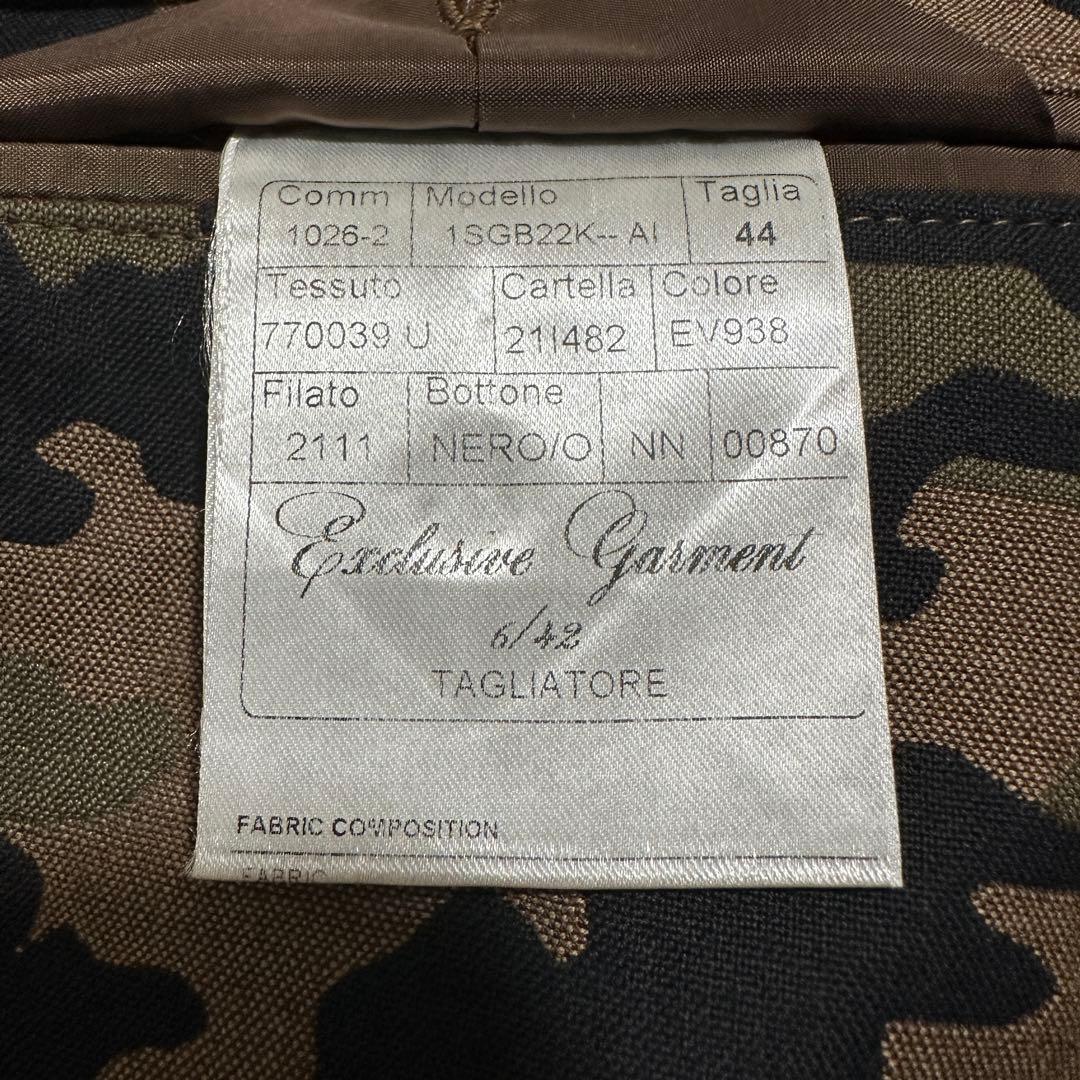 Comm Modello Taglia
1026-2 1SGB22K-- AI 44
Tessuto Cartella Colore
770039 U 21I482 EV938
Filato Bottone
2111 NERO/O NN 00870
Exclusive Garment
6/42
TAGLIATORE
FABRIC COMPOSITION
FABRIC